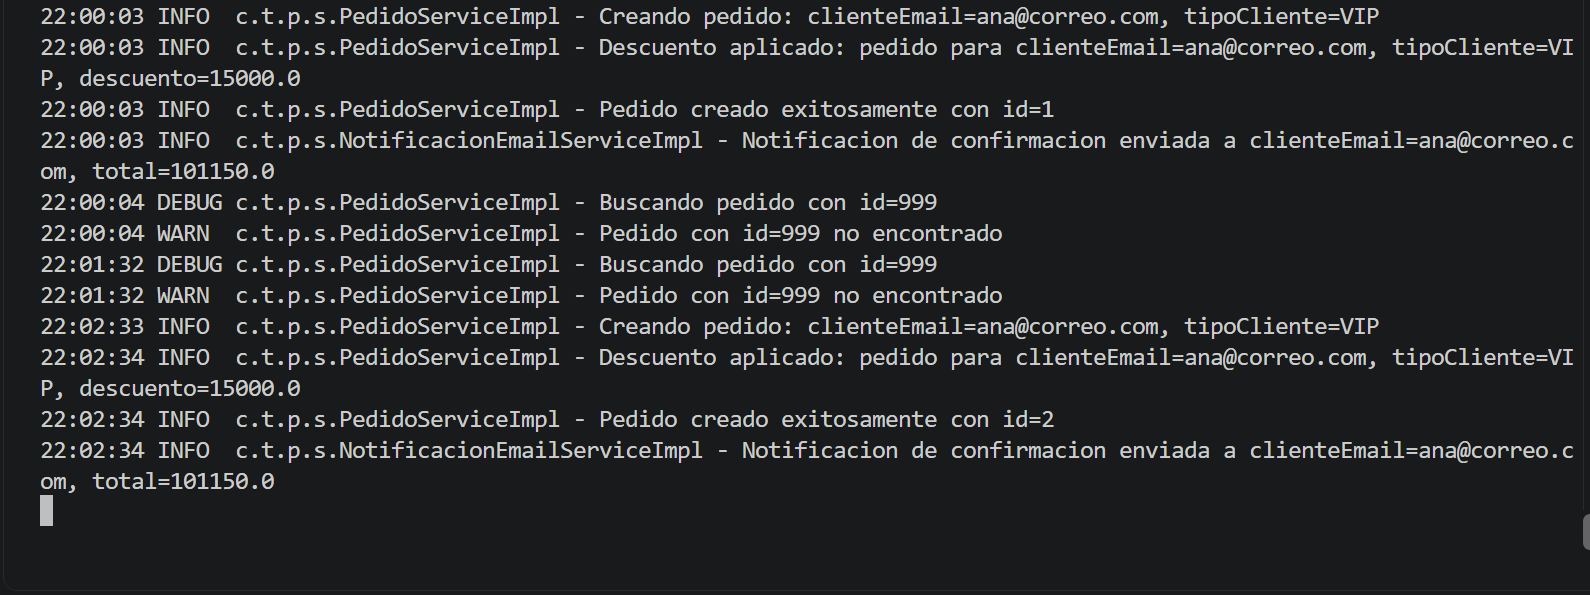 22:00:03 INFO  c.t.p.s.PedidoServiceImpl - Creando pedido: clienteEmail=ana@correo.com, tipoCliente=VIP
22:00:03 INFO  c.t.p.s.PedidoServiceImpl - Descuento aplicado: pedido para clienteEmail=ana@correo.com, tipoCliente=VI
P, descuento=15000.0
22:00:03 INFO  c.t.p.s.PedidoServiceImpl - Pedido creado exitosamente con id=1
22:00:03 INFO  c.t.p.s.NotificacionEmailServiceImpl - Notificacion de confirmacion enviada a clienteEmail=ana@correo.c
om, total=101150.0
22:00:04 DEBUG c.t.p.s.PedidoServiceImpl - Buscando pedido con id=999
22:00:04 WARN  c.t.p.s.PedidoServiceImpl - Pedido con id=999 no encontrado
22:01:32 DEBUG c.t.p.s.PedidoServiceImpl - Buscando pedido con id=999
22:01:32 WARN  c.t.p.s.PedidoServiceImpl - Pedido con id=999 no encontrado
22:02:33 INFO  c.t.p.s.PedidoServiceImpl - Creando pedido: clienteEmail=ana@correo.com, tipoCliente=VIP
22:02:34 INFO  c.t.p.s.PedidoServiceImpl - Descuento aplicado: pedido para clienteEmail=ana@correo.com, tipoCliente=VI
P, descuento=15000.0
22:02:34 INFO  c.t.p.s.PedidoServiceImpl - Pedido creado exitosamente con id=2
22:02:34 INFO  c.t.p.s.NotificacionEmailServiceImpl - Notificacion de confirmacion enviada a clienteEmail=ana@correo.c
om, total=101150.0